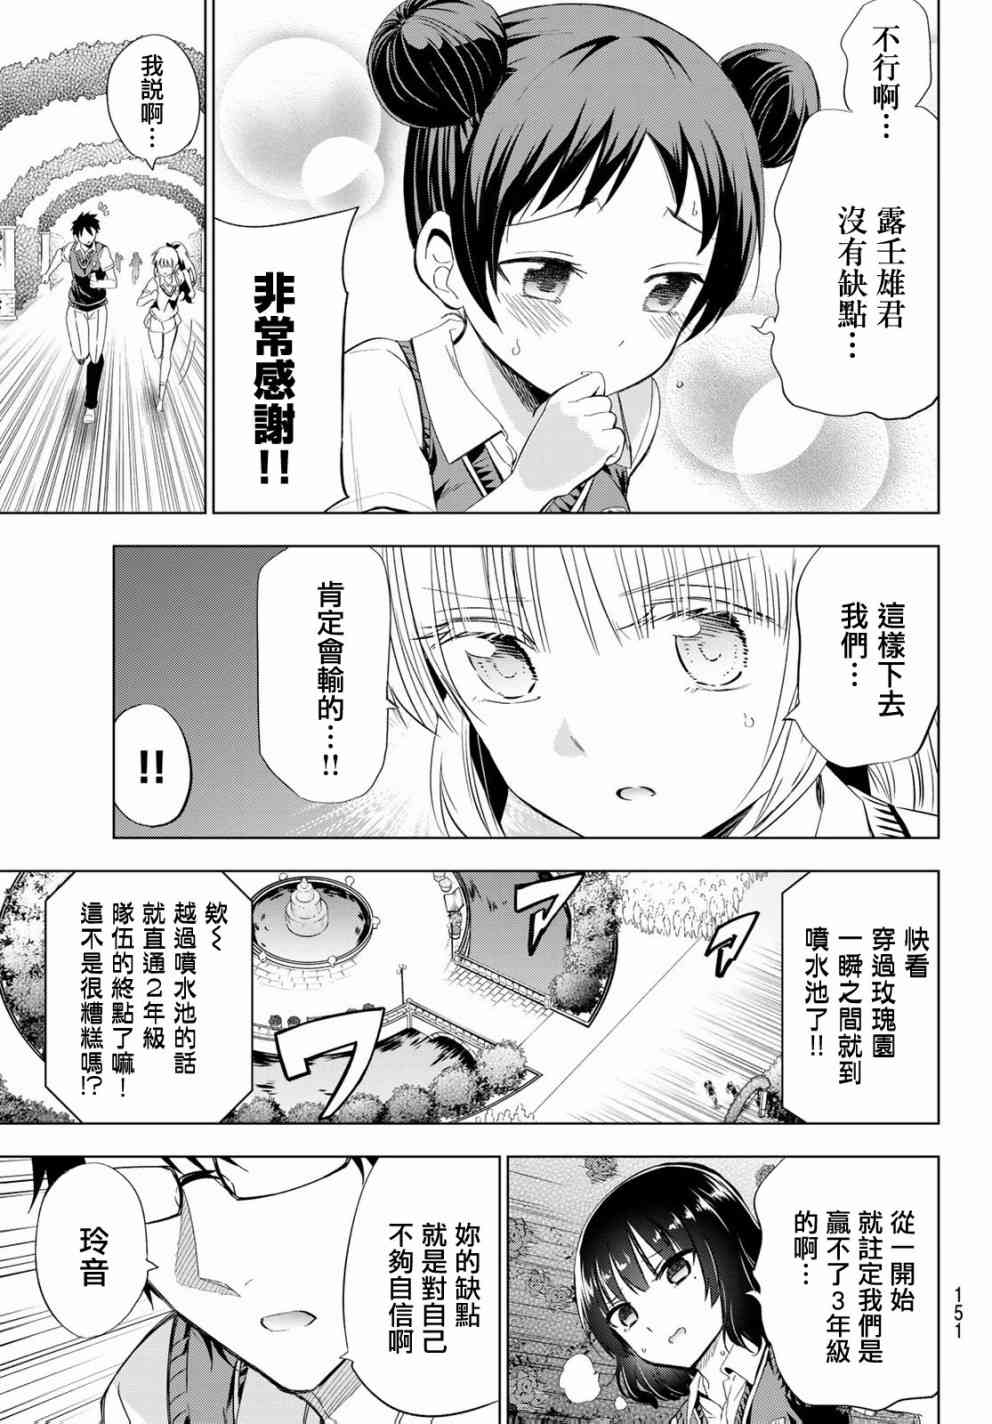 不行啊…
露壬雄君
沒有缺點…
非常感謝!!
我説啊…
這樣下去
我們…
肯定會輸的…!!
!!
快看
穿過玫瑰園
一瞬之間就到
噴水池了!!
ワァ
ワァ
欸～
越過噴水池的話
就直通2年級
隊伍的終點了嘛!
這不是很糟糕嗎!?
從一開始
就註定我們是
贏不了3年級
的啊…
妳的缺點
就是對自己
不夠自信啊
玲音
151